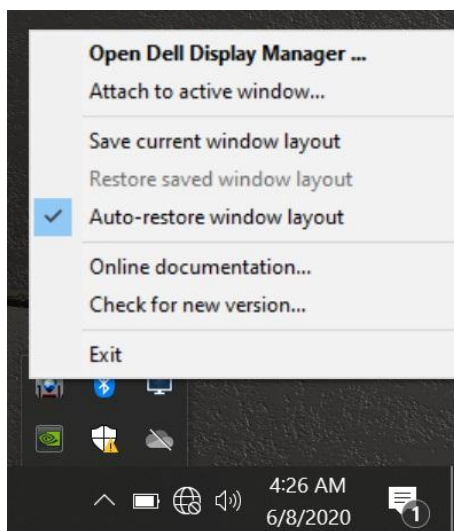 Open Dell Display Manager ...
Attach to active window...
Save current window layout
Restore saved window layout
Auto-restore window layout
Online documentation...
Check for new version...
Exit
4:26 AM
6/8/2020
1